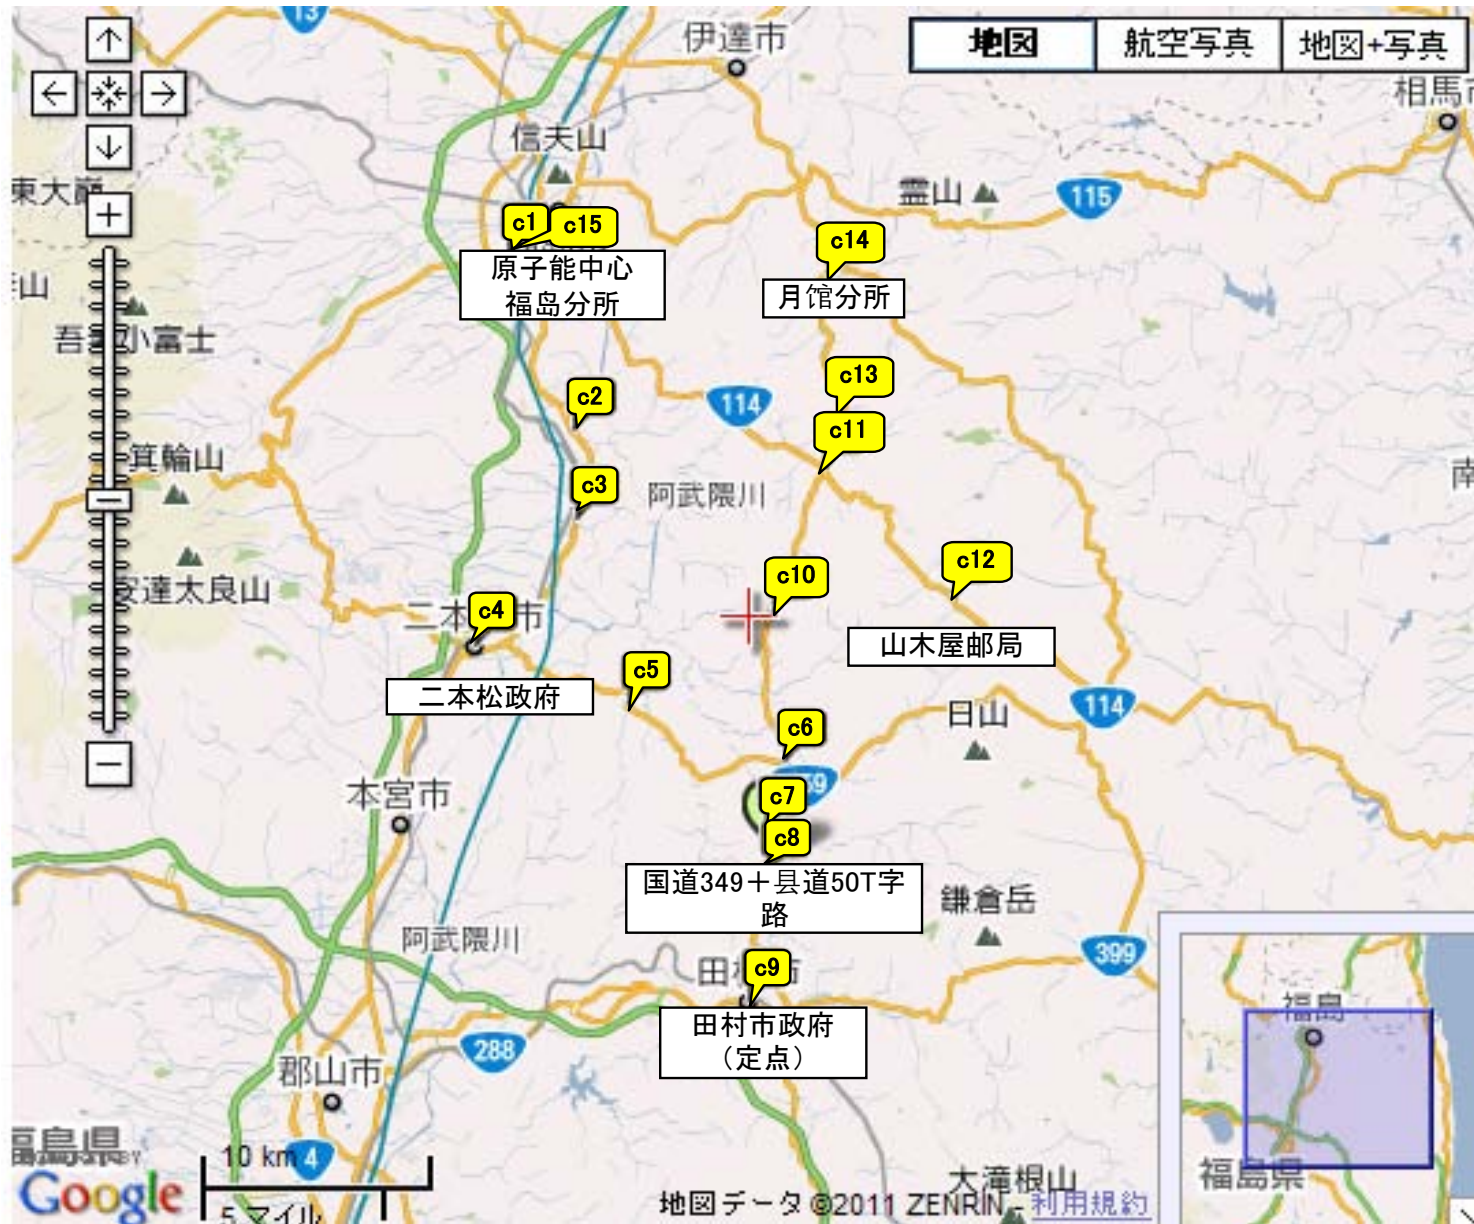 13
伊達市
地図
航空写真
地図+写真
相馬市
信夫山
東大巓
霊山
115
c1
c15
c14
原子能中心
福岛分所
月馆分所
山
吾妻小富士
c13
c2
114
c11
箕輪山
c3
阿武隈川
南
c12
c10
安達太良山
二本
市
c4
山木屋邮局
c5
二本松政府
114
日山
c6
59
本宮市
c7
c8
国道349＋县道50T字
路
鎌倉岳
阿武隈川
399
田
c9
田村市政府
（定点）
288
郡山市
福島
福島県
福島県
10 km
4
大滝根山
Google
5 マイル
地図データ ©2011 ZENRIN - 利用規約